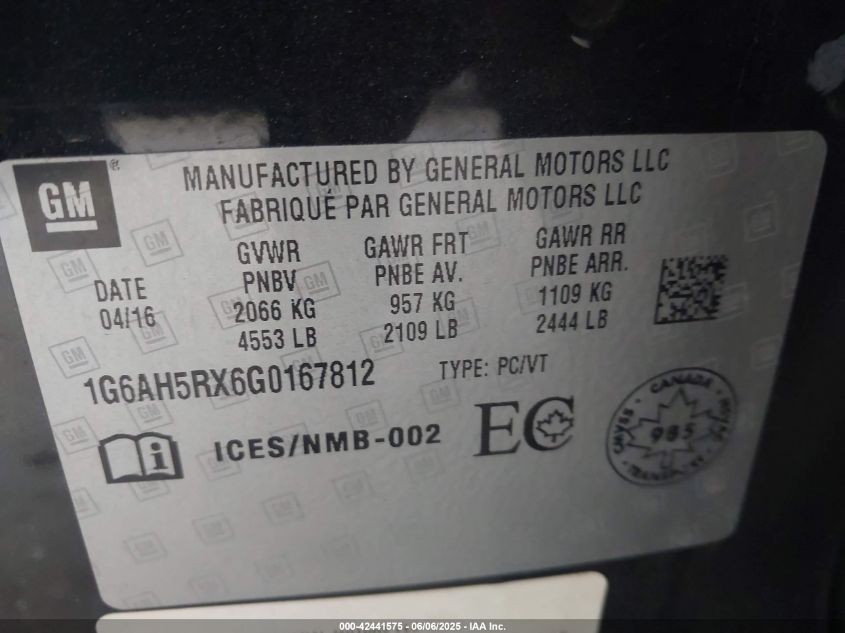 GM ®
MANUFACTURED BY GENERAL MOTORS LLC
FABRIQUÉ PAR GENERAL MOTORS LLC
DATE
04/16
GVWR
PNBV
2066 KG
4553 LB
GAWR FRT
PNBE AV.
957 KG
2109 LB
GAWR RR
PNBE ARR.
1109 KG
2444 LB
1G6AH5RX6G0167812
TYPE: PC/VT
i
ICES/NMB-002
EC
CANADA
CMVSS
985
000-42441575 - 06/06/2025 - IAA Inc.